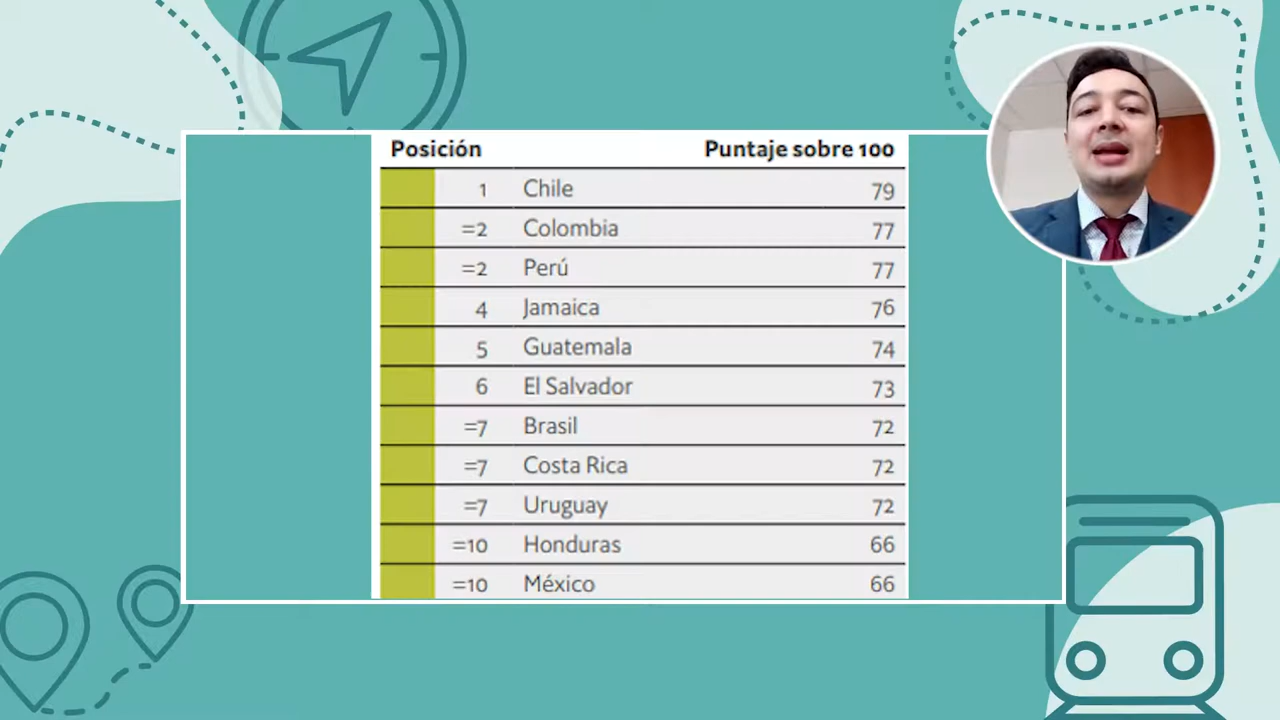 Posición Puntaje sobre 100
1 Chile 79
=2 Colombia 77
=2 Perú 77
4 Jamaica 76
5 Guatemala 74
6 El Salvador 73
=7 Brasil 72
=7 Costa Rica 72
=7 Uruguay 72
=10 Honduras 66
=10 México 66